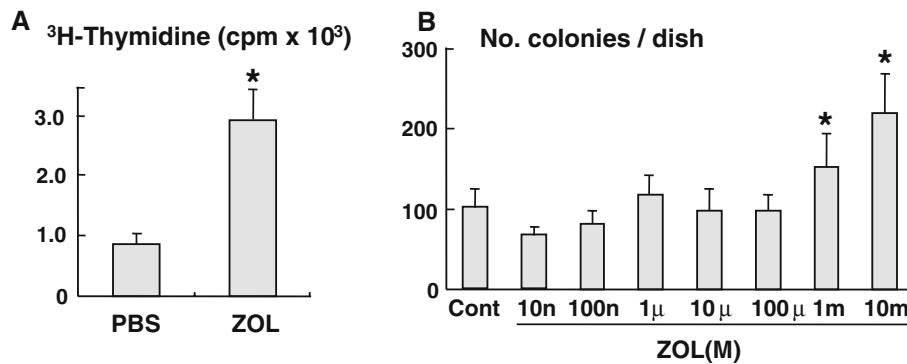 A
³H-Thymidine (cpm x 10³)
*
3.0
2.0
1.0
0
PBS ZOL
B
No. colonies / dish
300
200
100
0
* *
Cont 10n 100n 1μ 10μ 100μ 1m 10m
ZOL(M)